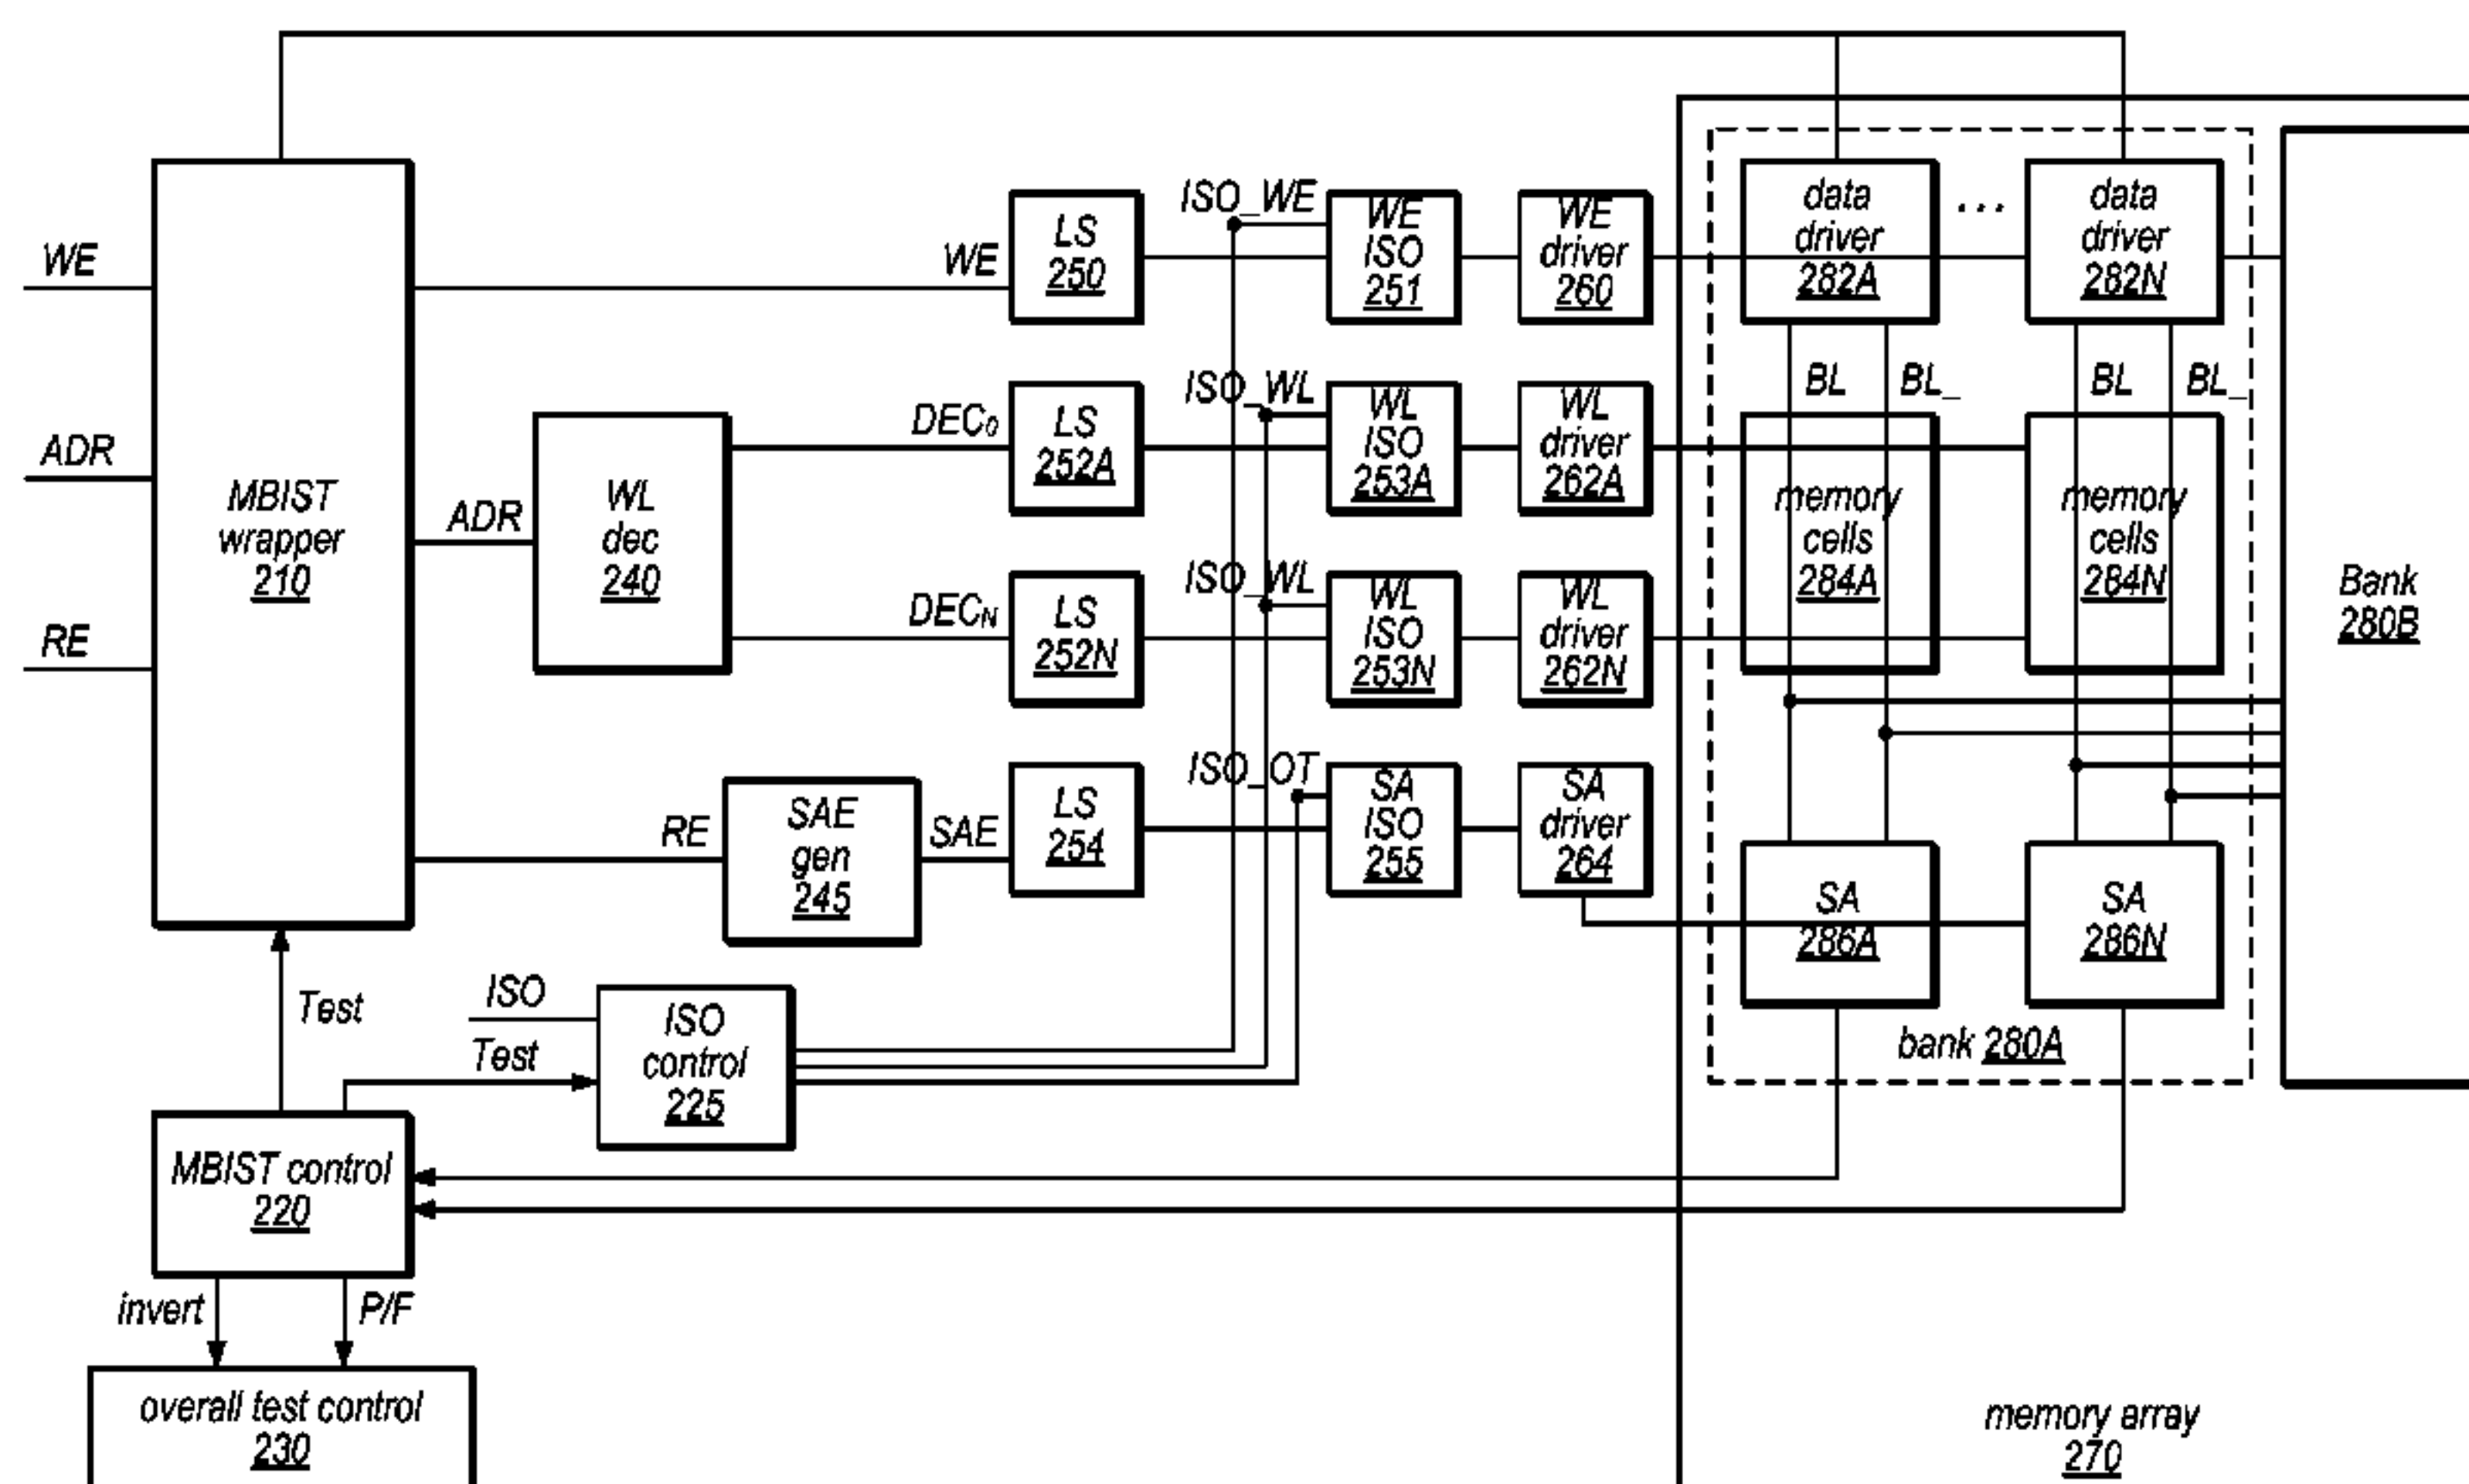 WE
ADR
RE
MBIST
wrapper
210
WE
LS
250
ISO_WE
WE
ISO
251
WE
driver
260
data
driver
282A
...
data
driver
282N
ADR
WL
dec
240
DEC0
LS
252A
ISO_WL
WL
ISO
253A
WL
driver
262A
BL
BL_
BL
BL_
memory
cells
284A
memory
cells
284N
DECN
LS
252N
ISO_WL
WL
ISO
253N
WL
driver
262N
Bank
280B
RE
SAE
gen
245
SAE
LS
254
ISO_OT
SA
ISO
255
SA
driver
264
SA
286A
SA
286N
bank 280A
Test
ISO
Test
ISO
control
225
MBIST control
220
invert
P/F
overall test control
230
memory array
270